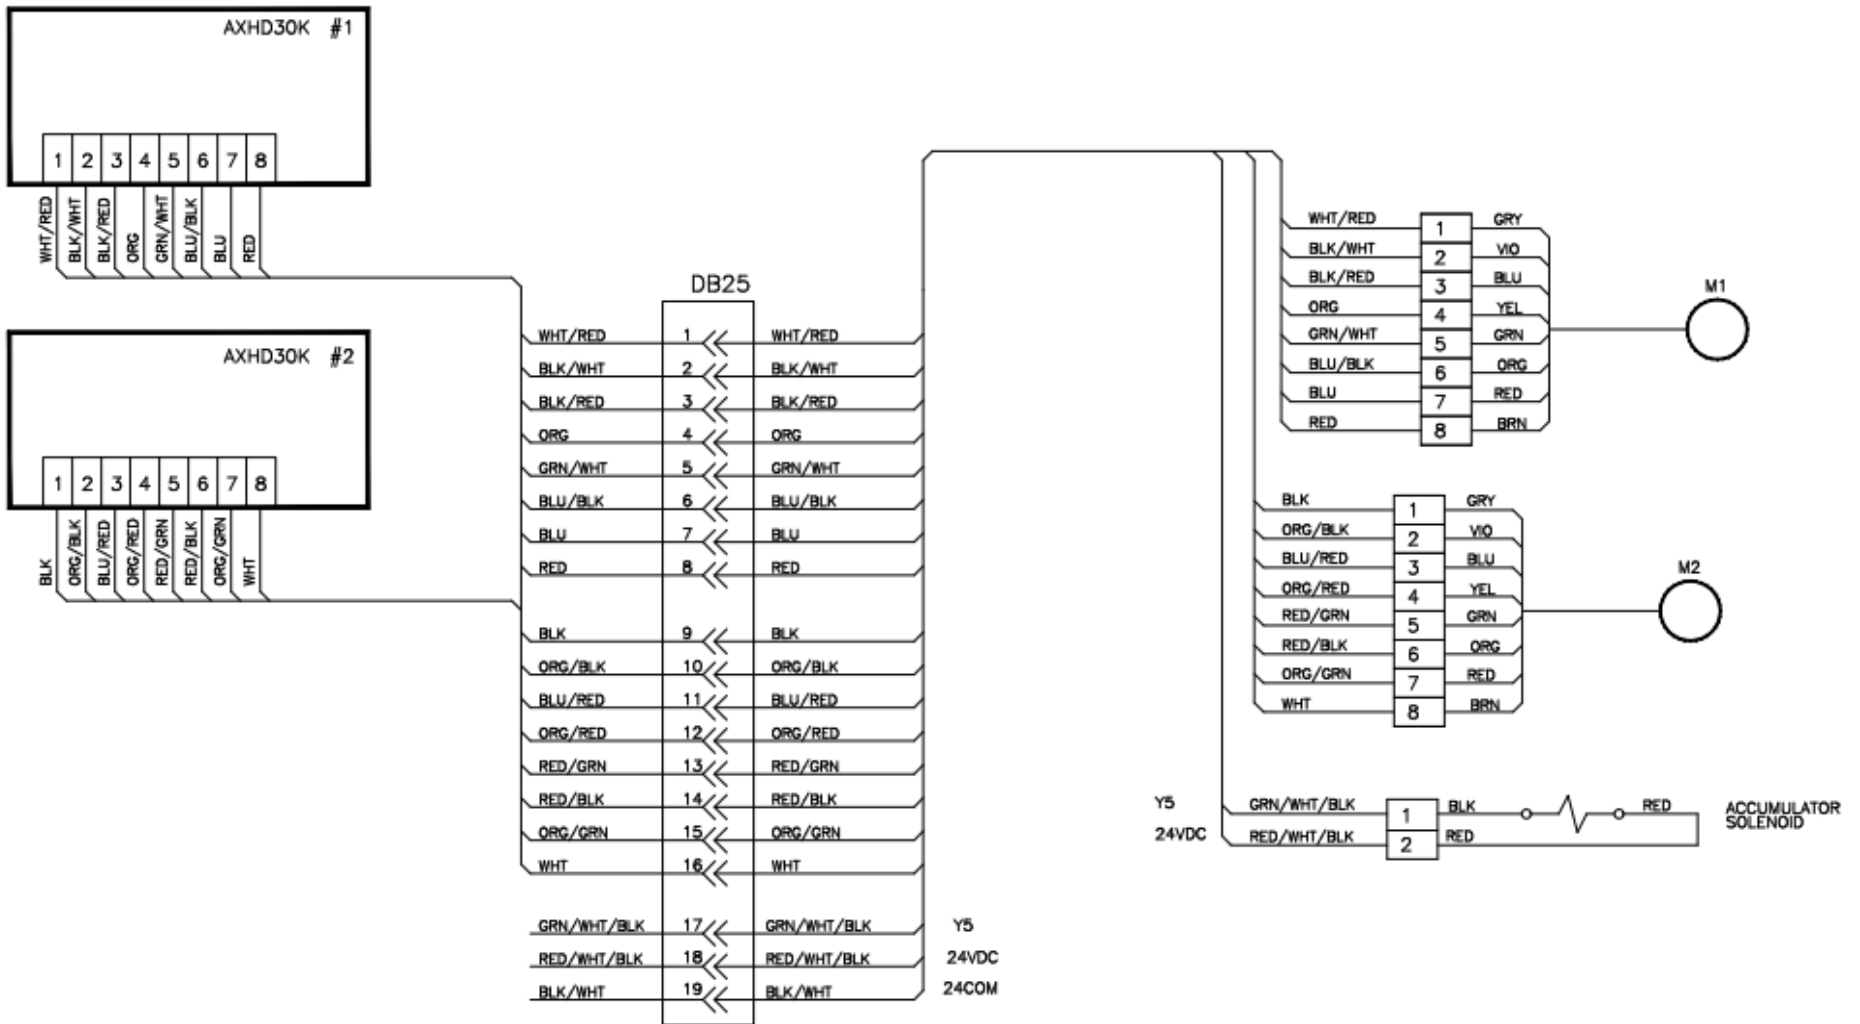 AXHD30K #1
1 2 3 4 5 6 7 8
WHT/RED
BLK/WHT
BLK/RED
ORG
GRN/WHT
BLU/BLK
BLU
RED
AXHD30K #2
1 2 3 4 5 6 7 8
BLK
ORG/BLK
BLU/RED
ORG/RED
RED/GRN
RED/BLK
ORG/GRN
WHT
DB25
WHT/RED 1 WHT/RED
BLK/WHT 2 BLK/WHT
BLK/RED 3 BLK/RED
ORG 4 ORG
GRN/WHT 5 GRN/WHT
BLU/BLK 6 BLU/BLK
BLU 7 BLU
RED 8 RED
BLK 9 BLK
ORG/BLK 10 ORG/BLK
BLU/RED 11 BLU/RED
ORG/RED 12 ORG/RED
RED/GRN 13 RED/GRN
RED/BLK 14 RED/BLK
ORG/GRN 15 ORG/GRN
WHT 16 WHT
GRN/WHT/BLK 17 GRN/WHT/BLK Y5
RED/WHT/BLK 18 RED/WHT/BLK 24VDC
BLK/WHT 19 BLK/WHT 24COM
WHT/RED 1 GRY
BLK/WHT 2 VIO
BLK/RED 3 BLU
ORG 4 YEL
GRN/WHT 5 GRN
BLU/BLK 6 ORG
BLU 7 RED
RED 8 BRN
M1
BLK 1 GRY
ORG/BLK 2 VIO
BLU/RED 3 BLU
ORG/RED 4 YEL
RED/GRN 5 GRN
RED/BLK 6 ORG
ORG/GRN 7 RED
WHT 8 BRN
M2
Y5 GRN/WHT/BLK 1 BLK RED
24VDC RED/WHT/BLK 2 RED
ACCUMULATOR
SOLENOID